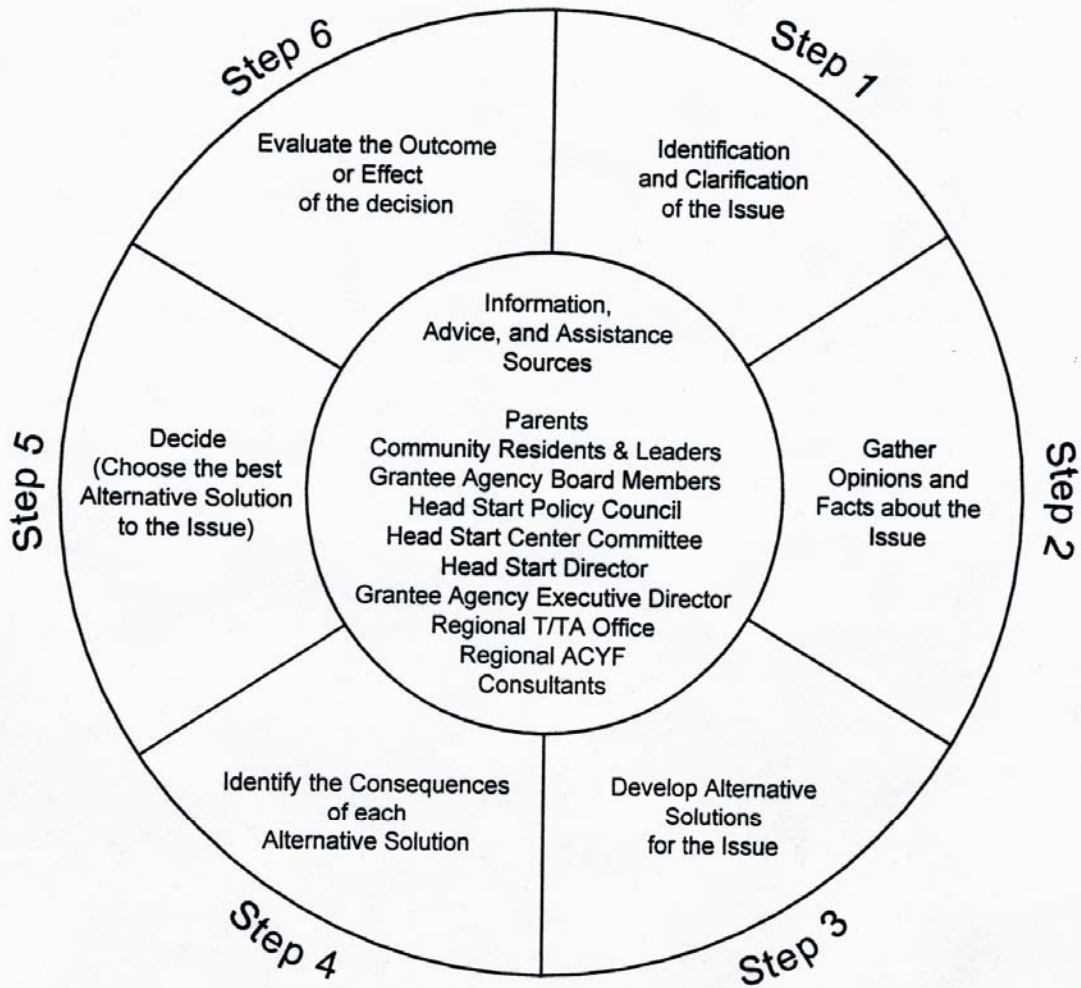 Step 1
Identification
and Clarification
of the Issue
Step 2
Gather
Opinions and
Facts about the
Issue
Step 3
Develop Alternative
Solutions
for the Issue
Step 4
Identify the Consequences
of each
Alternative Solution
Step 5
Decide
(Choose the best
Alternative Solution
to the Issue)
Step 6
Evaluate the Outcome
or Effect
of the decision
Information,
Advice, and Assistance
Sources
Parents
Community Residents & Leaders
Grantee Agency Board Members
Head Start Policy Council
Head Start Center Committee
Head Start Director
Grantee Agency Executive Director
Regional T/TA Office
Regional ACYF
Consultants